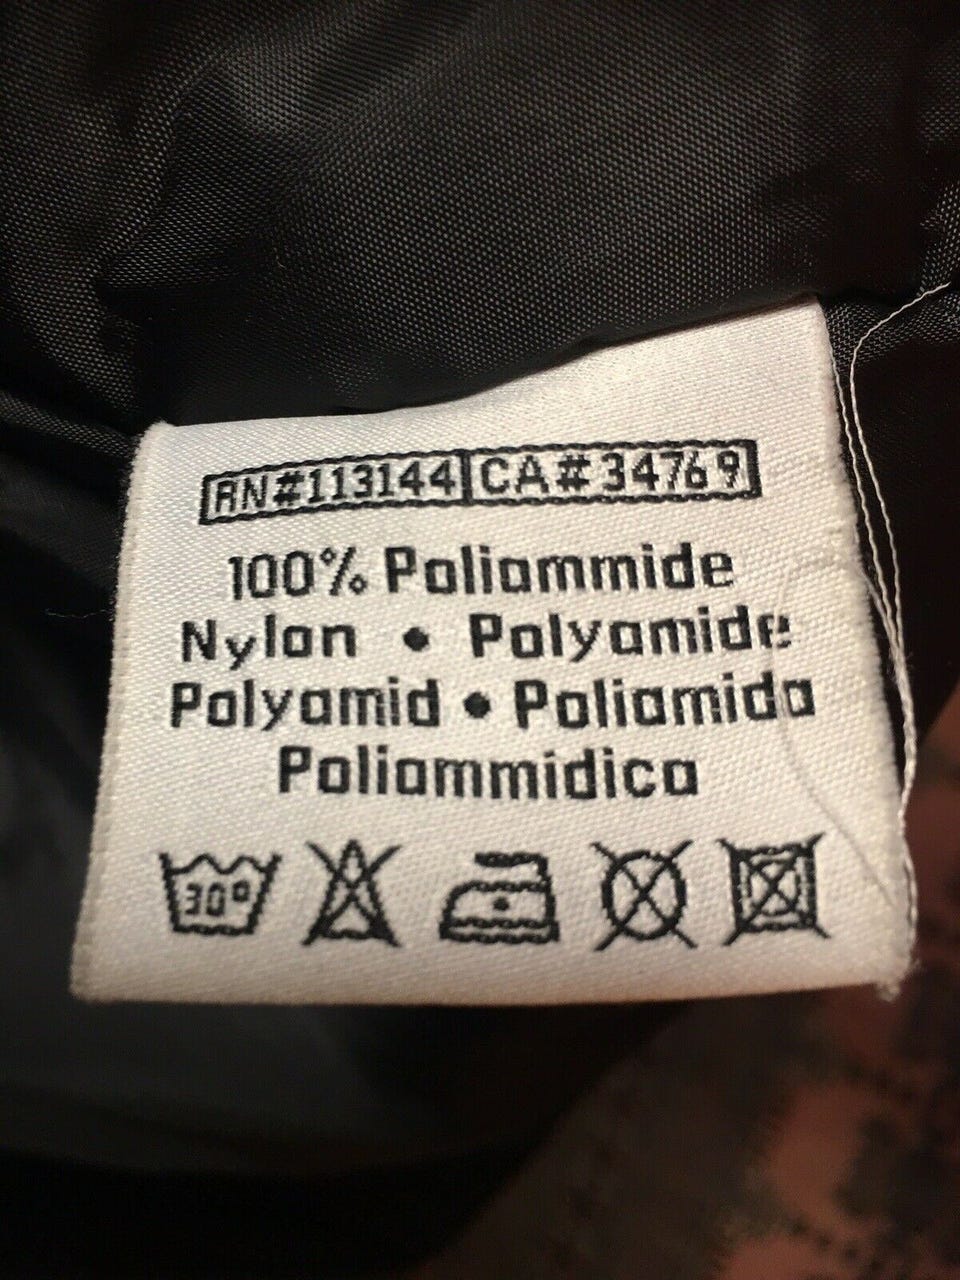 RN#113144 CA#34769
100% Poliammide
Nylon • Polyamide
Polyamid • Poliamida
Poliammidica
30°